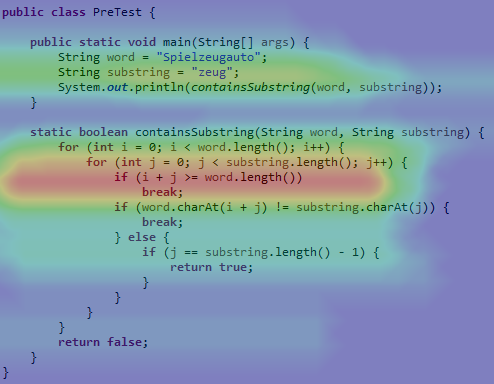 public class PreTest {
public static void main(String[] args) {
String word = "Spielzeugauto";
String substring = "zeug";
System.out.println(containsSubstring(word, substring));
}
static boolean containsSubstring(String word, String substring) {
for (int i = 0; i < word.length(); i++) {
for (int j = 0; j < substring.length(); j++) {
if (i + j >= word.length())
break;
if (word.charAt(i + j) != substring.charAt(j)) {
break;
} else {
if (j == substring.length() - 1) {
return true;
}
}
}
}
return false;
}
}